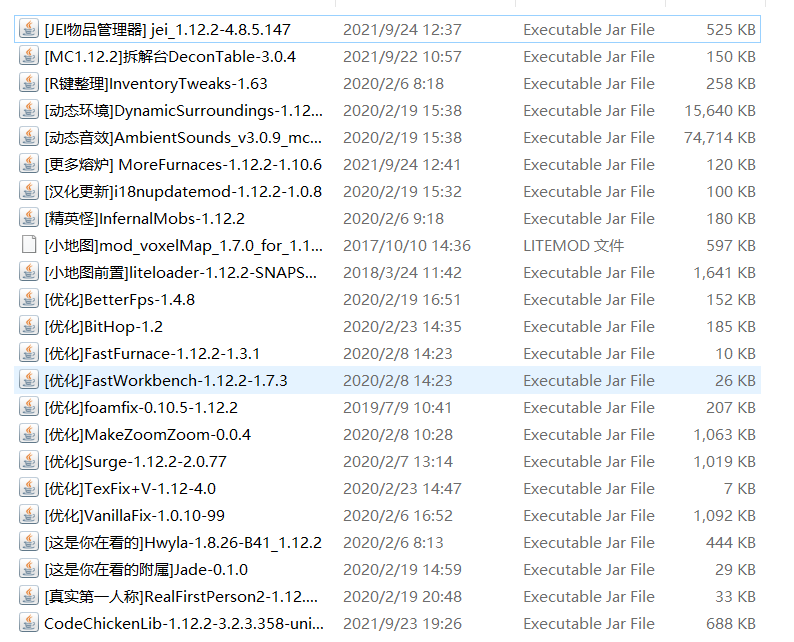 [JEI物品管理器] jei_1.12.2-4.8.5.147 2021/9/24 12:37 Executable Jar File 525 KB
[MC1.12.2]拆解台DeconTable-3.0.4 2021/9/22 10:57 Executable Jar File 150 KB
[R键整理]InventoryTweaks-1.63 2020/2/6 8:18 Executable Jar File 258 KB
[动态环境]DynamicSurroundings-1.12... 2020/2/19 15:38 Executable Jar File 15,640 KB
[动态音效]AmbientSounds_v3.0.9_mc... 2020/2/19 15:38 Executable Jar File 74,714 KB
[更多熔炉] MoreFurnaces-1.12.2-1.10.6 2021/9/24 12:41 Executable Jar File 120 KB
[汉化更新]i18nupdatemod-1.12.2-1.0.8 2020/2/19 15:32 Executable Jar File 100 KB
[精英怪]InfernalMobs-1.12.2 2020/2/6 9:18 Executable Jar File 180 KB
[小地图]mod_voxelMap_1.7.0_for_1.1... 2017/10/10 14:36 LITEMOD 文件 597 KB
[小地图前置]liteloader-1.12.2-SNAPS... 2018/3/24 11:42 Executable Jar File 1,641 KB
[优化]BetterFps-1.4.8 2020/2/19 16:51 Executable Jar File 152 KB
[优化]BitHop-1.2 2020/2/23 14:35 Executable Jar File 185 KB
[优化]FastFurnace-1.12.2-1.3.1 2020/2/8 14:23 Executable Jar File 10 KB
[优化]FastWorkbench-1.12.2-1.7.3 2020/2/8 14:23 Executable Jar File 26 KB
[优化]foamfix-0.10.5-1.12.2 2019/7/9 10:41 Executable Jar File 207 KB
[优化]MakeZoomZoom-0.0.4 2020/2/8 10:28 Executable Jar File 1,063 KB
[优化]Surge-1.12.2-2.0.77 2020/2/7 13:14 Executable Jar File 1,019 KB
[优化]TexFix+V-1.12-4.0 2020/2/23 14:47 Executable Jar File 7 KB
[优化]VanillaFix-1.0.10-99 2020/2/6 16:52 Executable Jar File 1,092 KB
[这是你在看的]Hwyla-1.8.26-B41_1.12.2 2020/2/6 8:13 Executable Jar File 444 KB
[这是你在看的附属]Jade-0.1.0 2020/2/19 14:59 Executable Jar File 29 KB
[真实第一人称]RealFirstPerson2-1.12.... 2020/2/19 20:48 Executable Jar File 33 KB
CodeChickenLib-1.12.2-3.2.3.358-uni... 2021/9/23 19:26 Executable Jar File 688 KB